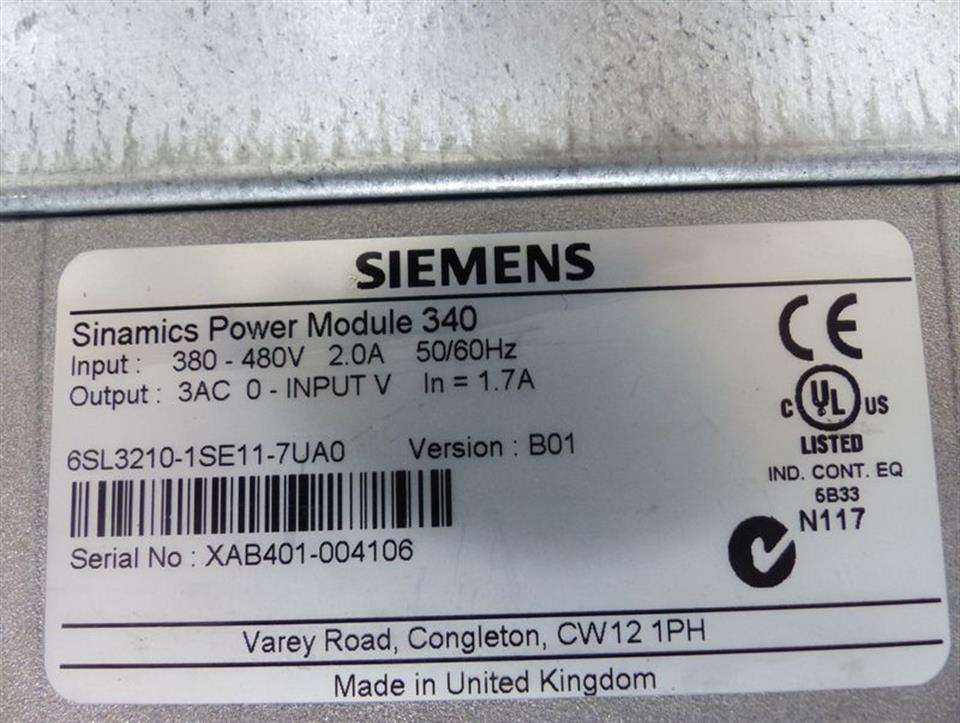 SIEMENS
Sinamics Power Module 340
Input : 380 - 480V 2.0A 50/60Hz
Output : 3AC 0 - INPUT V In = 1.7A
6SL3210-1SE11-7UA0 Version : B01
Serial No : XAB401-004106
CE
C UL US
LISTED
IND. CONT. EQ
5B33
N117
Varey Road, Congleton, CW12 1PH
Made in United Kingdom